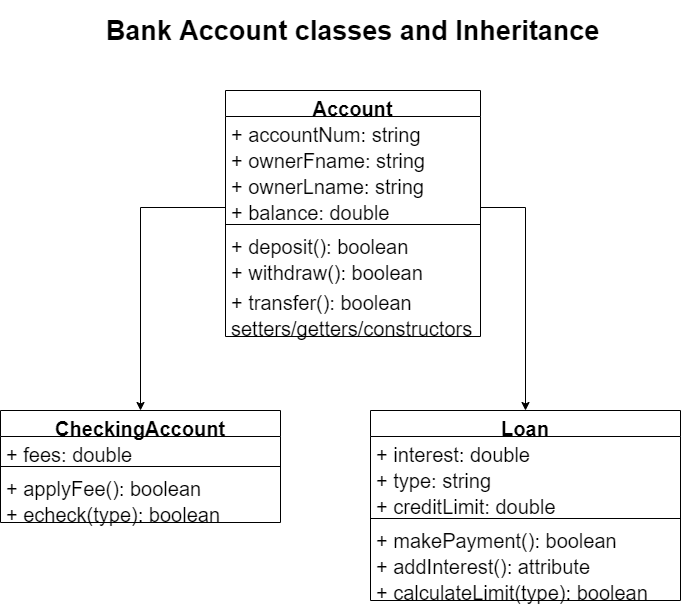 Bank Account classes and Inheritance
Account
+ accountNum: string
+ ownerFname: string
+ ownerLname: string
+ balance: double
+ deposit(): boolean
+ withdraw(): boolean
+ transfer(): boolean
setters/getters/constructors
CheckingAccount
+ fees: double
+ applyFee(): boolean
+ echeck(type): boolean
Loan
+ interest: double
+ type: string
+ creditLimit: double
+ makePayment(): boolean
+ addInterest(): attribute
+ calculateLimit(type): boolean